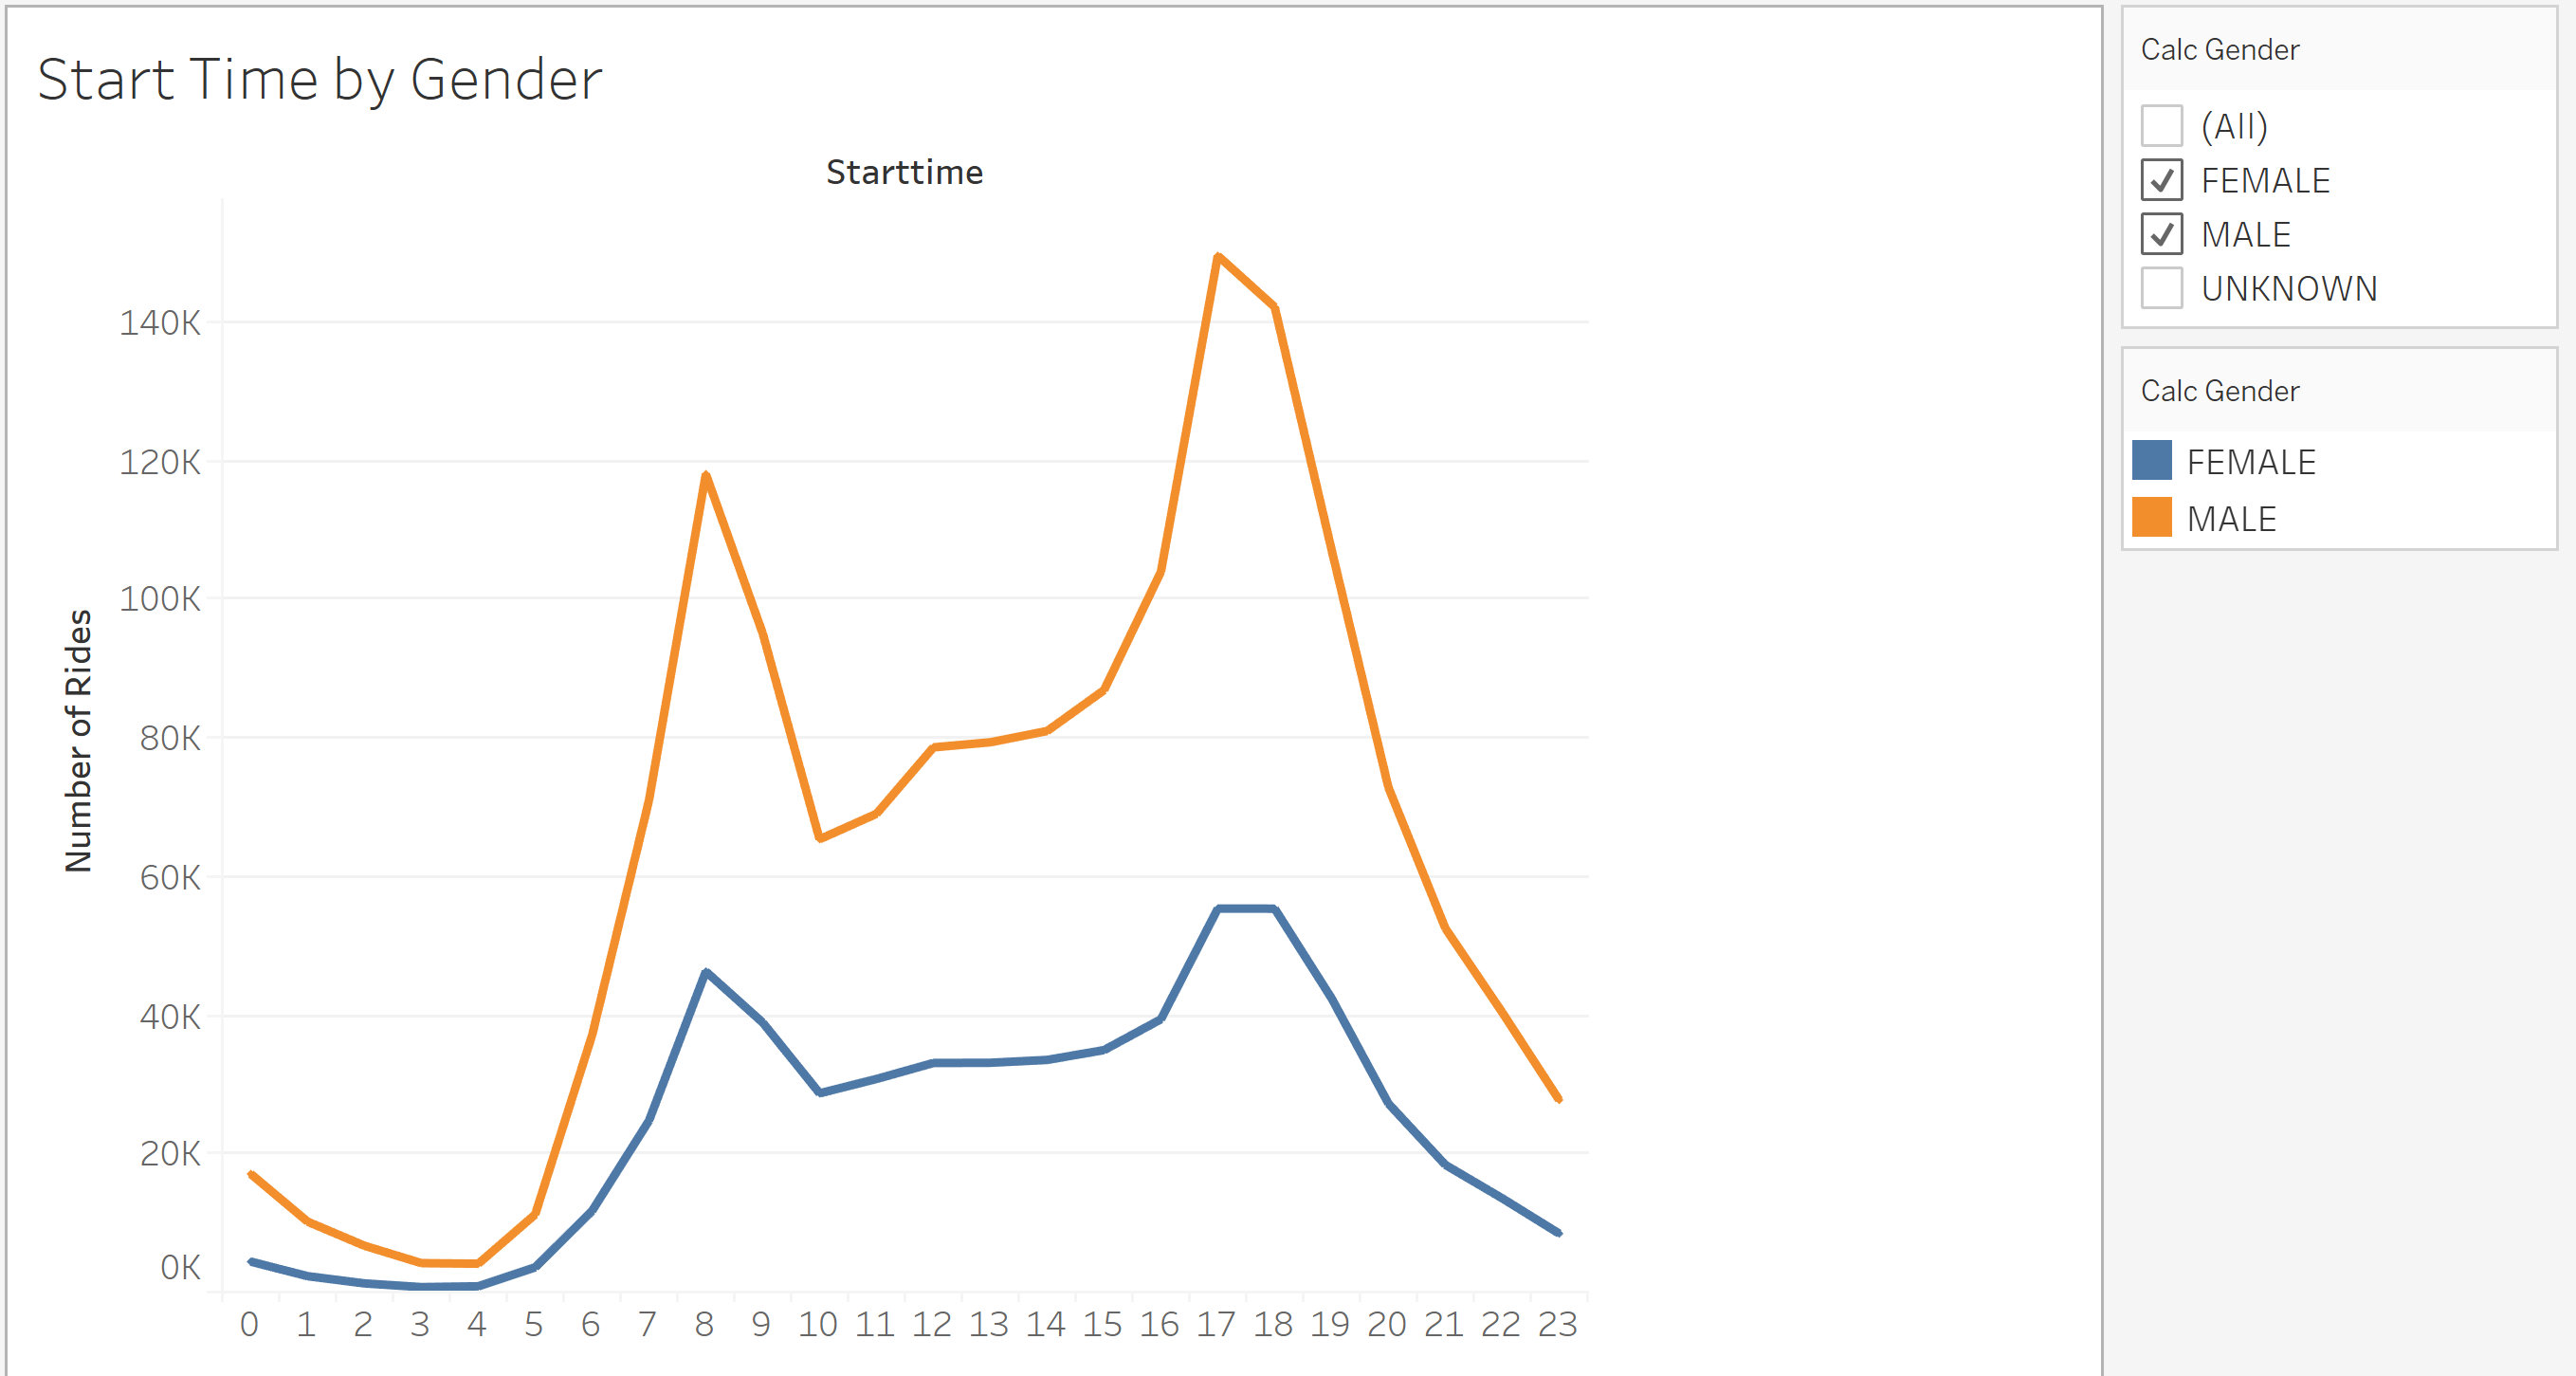 Start Time by Gender
Starttime
Number of Rides
140K
120K
100K
80K
60K
40K
20K
0K
0 1 2 3 4 5 6 7 8 9 10 11 12 13 14 15 16 17 18 19 20 21 22 23
Calc Gender
(All)
FEMALE
MALE
UNKNOWN
Calc Gender
FEMALE
MALE